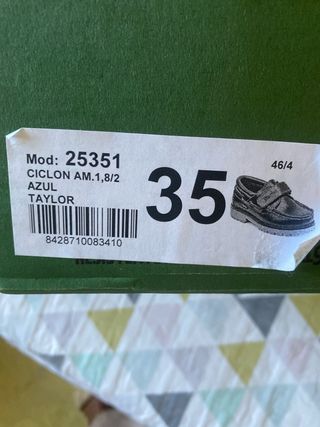 Mod: 25351
CICLON AM.1,8/2
AZUL
TAYLOR
8428710083410
35
46/4